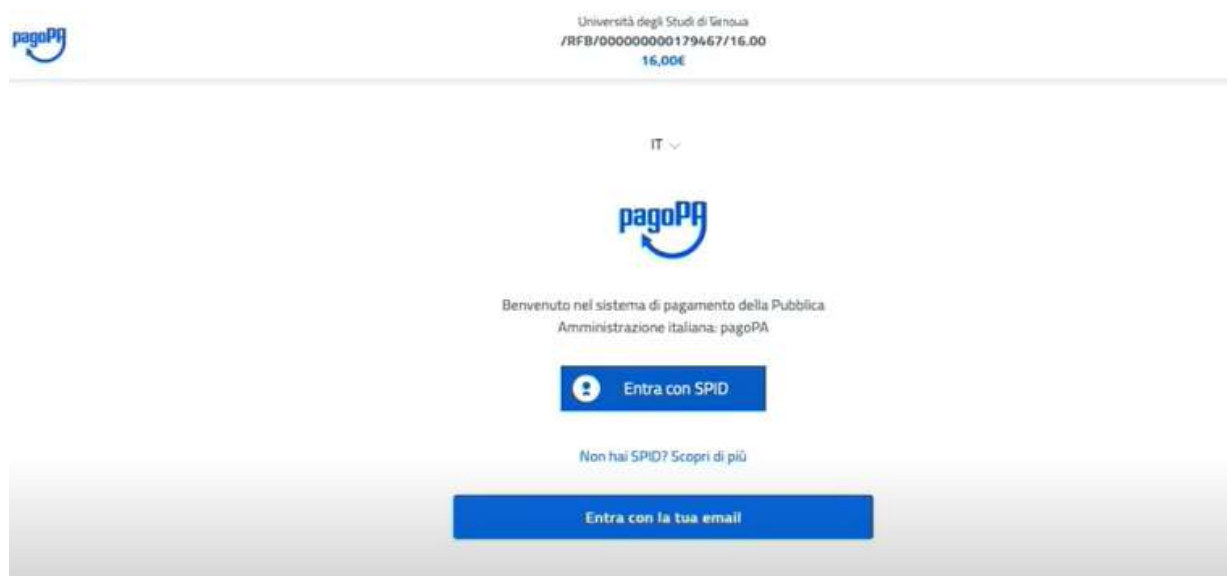 pagoPA
Università degli Studi di Genova
/RFB/000000000179467/16.00
16,00€
IT
pagoPA
Benvenuto nel sistema di pagamento della Pubblica
Amministrazione italiana: pagoPA
Entra con SPID
Non hai SPID? Scopri di più
Entra con la tua email